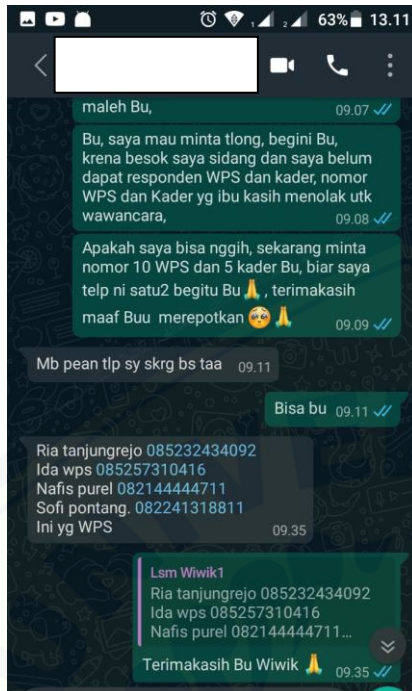 1 2 63% 13.11
maleh Bu,
09.07
Bu, saya mau minta tlong, begini Bu,
krena besok saya sidang dan saya belum
dapat responden WPS dan kader, nomor
WPS dan Kader yg ibu kasih menolak utk
wawancara,
09.08
Apakah saya bisa nggih, sekarang minta
nomor 10 WPS dan 5 kader Bu, biar saya
telp ni satu2 begitu Bu🙏, terimakasih
maaf Buu merepotkan 🥺🙏
09.09
Mb pean tlp sy skrg bs taa 09.11
Bisa bu 09.11
Ria tanjungrejo 085232434092
Ida wps 085257310416
Nafis purel 082144444711
Sofi pontang. 082241318811
Ini yg WPS
09.35
Lsm Wiwik1
Ria tanjungrejo 085232434092
Ida wps 085257310416
Nafis purel 082144444711...
Terimakasih Bu Wiwik 🙏 09.35